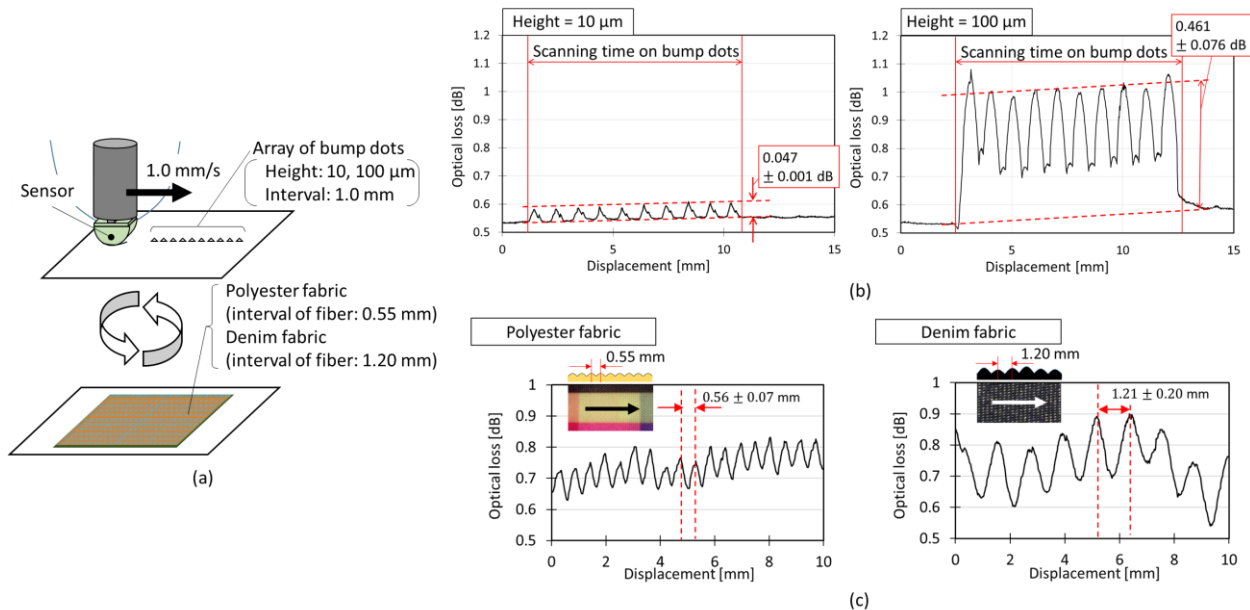 1.0 mm/s
Sensor
Array of bump dots
Height: 10, 100 μm
Interval: 1.0 mm
Polyester fabric
(interval of fiber: 0.55 mm)
Denim fabric
(interval of fiber: 1.20 mm)
(a)
Height = 10 μm
Scanning time on bump dots
0.047
± 0.001 dB
Optical loss [dB]
1.2
1.1
1
0.9
0.8
0.7
0.6
0.5
0
5
10
15
Displacement [mm]
Height = 100 μm
Scanning time on bump dots
0.461
± 0.076 dB
Optical loss [dB]
1.2
1.1
1
0.9
0.8
0.7
0.6
0.5
0
5
10
15
Displacement [mm]
(b)
Polyester fabric
0.55 mm
0.56 ± 0.07 mm
Optical loss [dB]
1
0.9
0.8
0.7
0.6
0.5
0
2
4
6
8
10
Displacement [mm]
Denim fabric
1.20 mm
1.21 ± 0.20 mm
Optical loss [dB]
1
0.9
0.8
0.7
0.6
0.5
0
2
4
6
8
10
Displacement [mm]
(c)